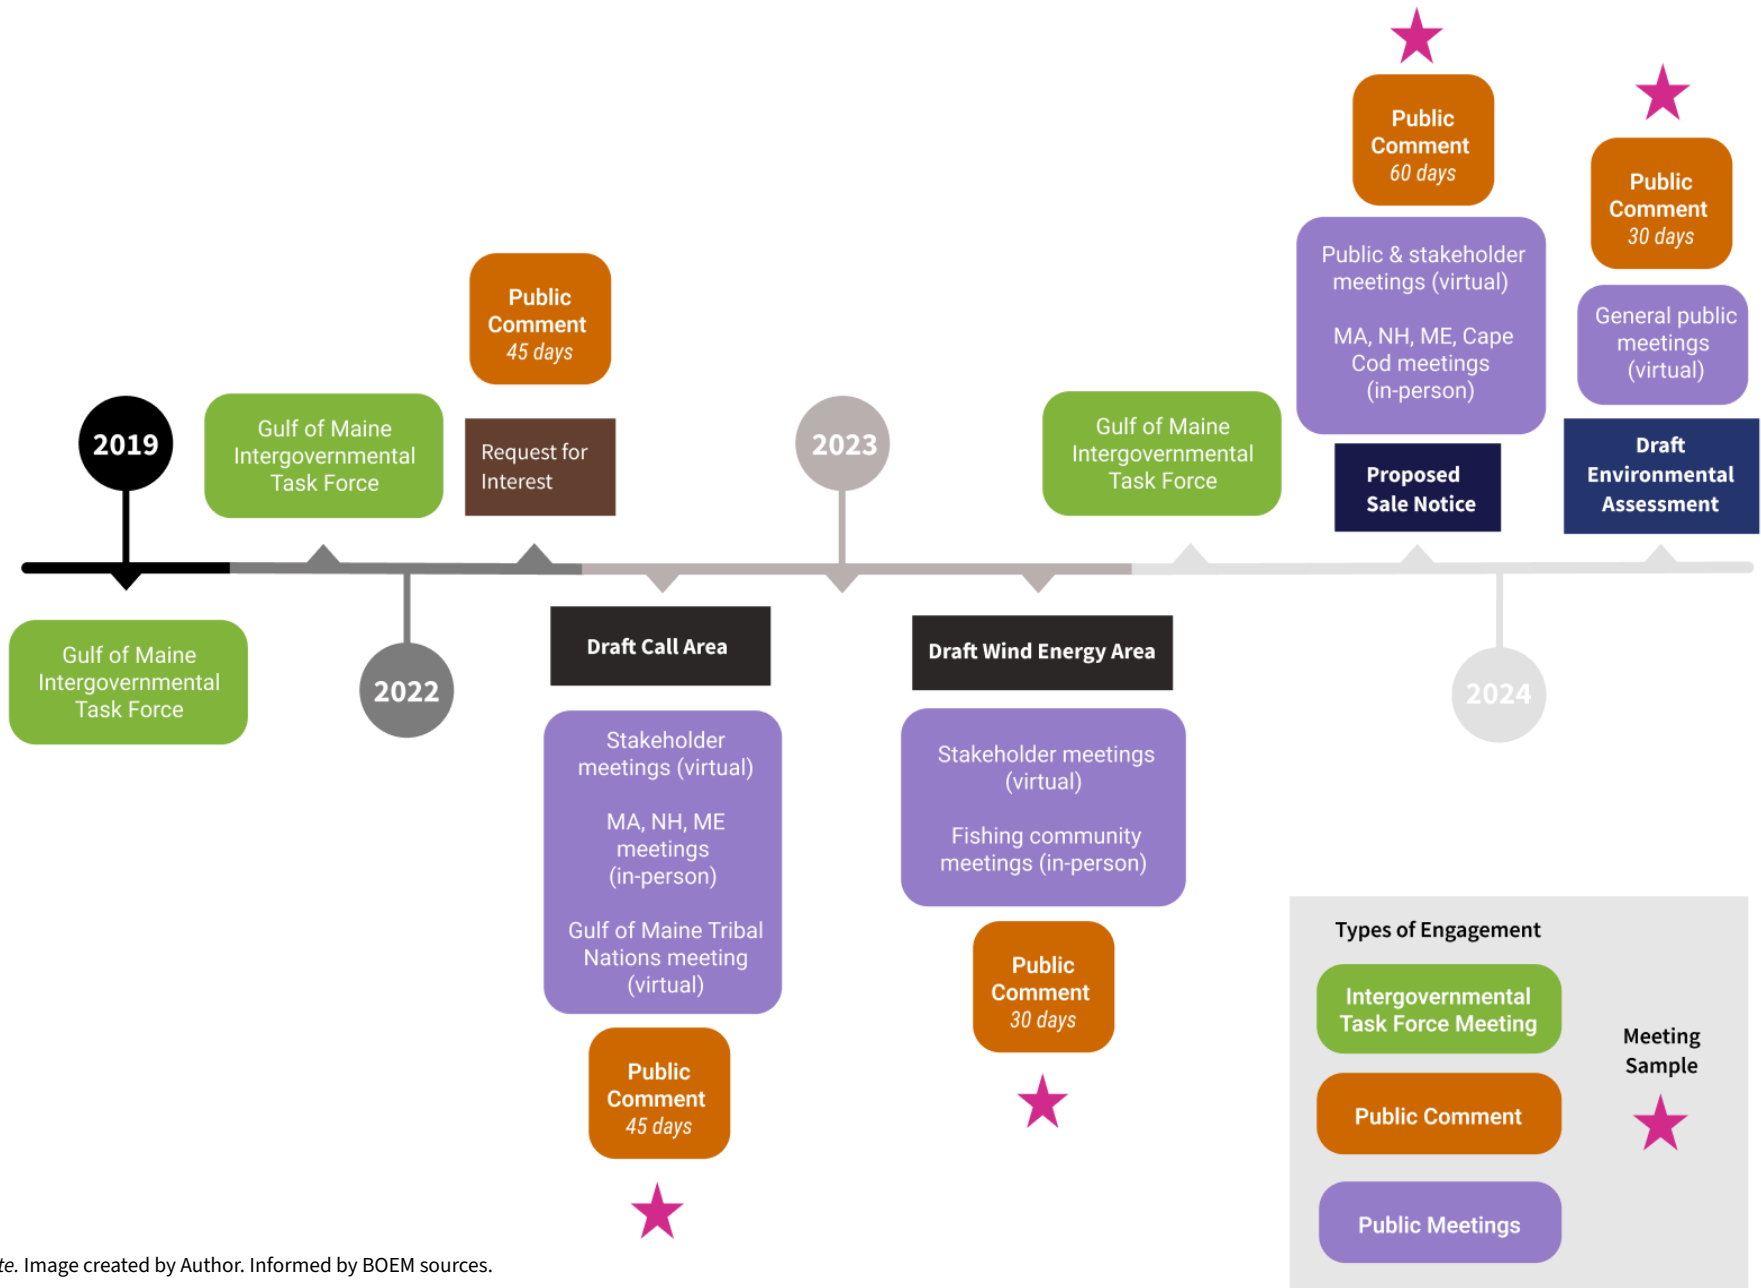 Public
Comment
60 days
Public
Comment
30 days
Public & stakeholder
meetings (virtual)
MA, NH, ME, Cape
Cod meetings
(in-person)
General public
meetings
(virtual)
Public
Comment
45 days
2019
Gulf of Maine
Intergovernmental
Task Force
Request for
Interest
2023
Gulf of Maine
Intergovernmental
Task Force
Proposed
Sale Notice
Draft
Environmental
Assessment
Gulf of Maine
Intergovernmental
Task Force
2022
Draft Call Area
Draft Wind Energy Area
2024
Stakeholder
meetings (virtual)
MA, NH, ME
meetings
(in-person)
Gulf of Maine Tribal
Nations meeting
(virtual)
Stakeholder meetings
(virtual)
Fishing community
meetings (in-person)
Public
Comment
30 days
Public
Comment
45 days
Types of Engagement
Intergovernmental
Task Force Meeting
Public Comment
Public Meetings
Meeting
Sample
te. Image created by Author. Informed by BOEM sources.